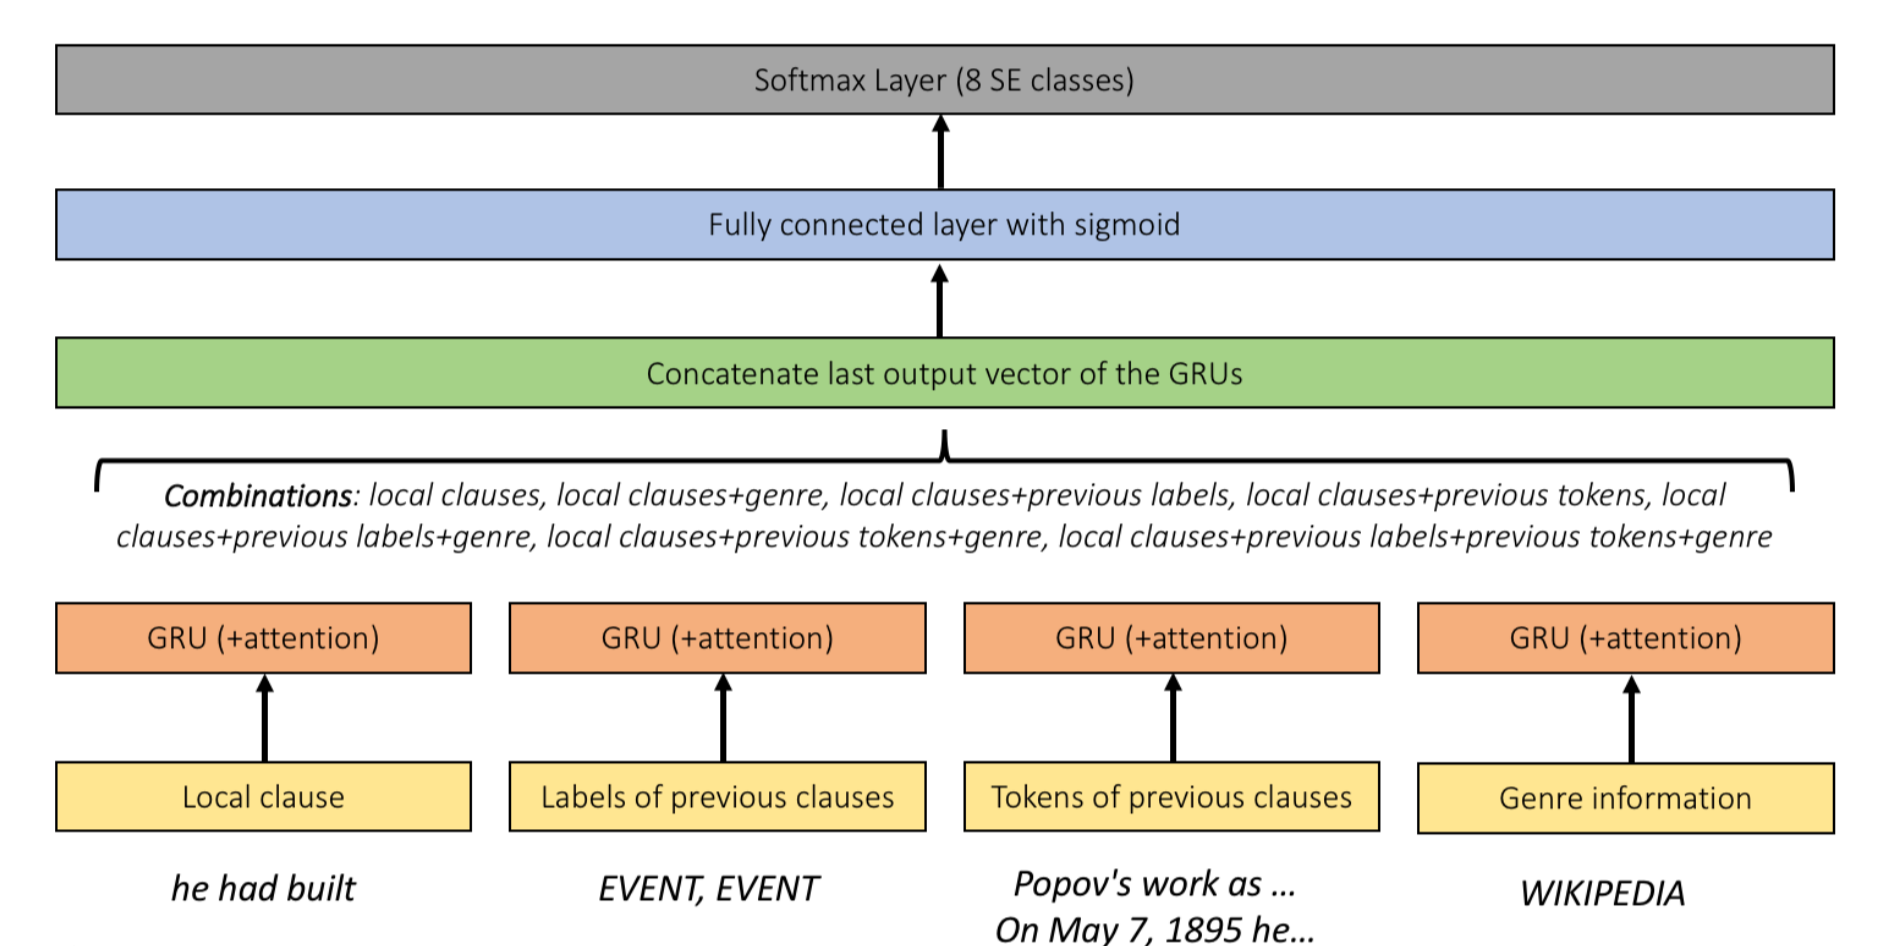 Softmax Layer (8 SE classes)
Fully connected layer with sigmoid
Concatenate last output vector of the GRUs
Combinations: local clauses, local clauses+genre, local clauses+previous labels, local clauses+previous tokens, local
clauses+previous labels+genre, local clauses+previous tokens+genre, local clauses+previous labels+previous tokens+genre
GRU (+attention)
GRU (+attention)
GRU (+attention)
GRU (+attention)
Local clause
Labels of previous clauses
Tokens of previous clauses
Genre information
he had built
EVENT, EVENT
Popov's work as ...
On May 7, 1895 he...
WIKIPEDIA